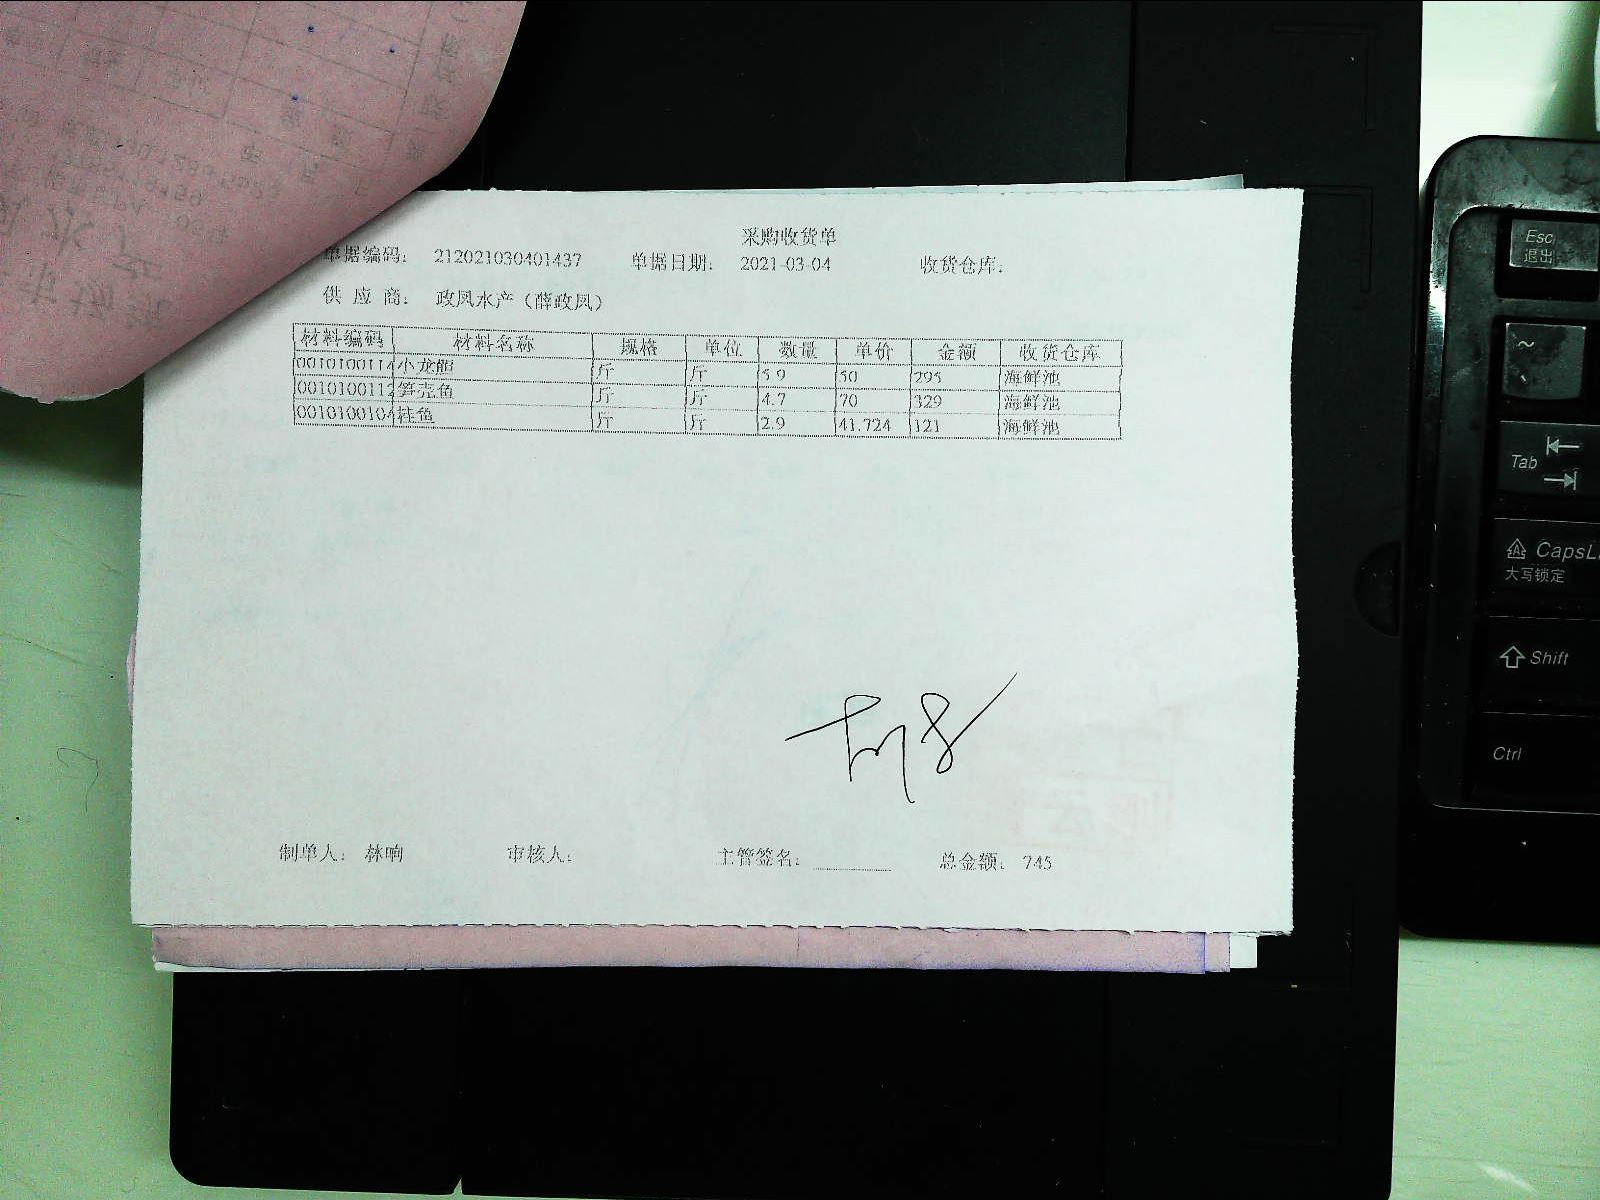 采购收货单
单据编码： 212021030401437 单据日期： 2021-03-04 收货仓库：
供 应 商： 政凤水产（薛政凤）
材料编码 材料名称 规格 单位 数量 单价 金额 收货仓库
0010100114 小龙胆 斤 斤 5.9 50 295 海鲜池
0010100112 笋壳鱼 斤 斤 4.7 70 329 海鲜池
0010100104 桂鱼 斤 斤 2.9 41.724 121 海鲜池
制单人： 林响 审核人： 主管签名： 总金额： 745
Esc
退出
~
Tab
CapsL
大写锁定
Shift
Ctrl